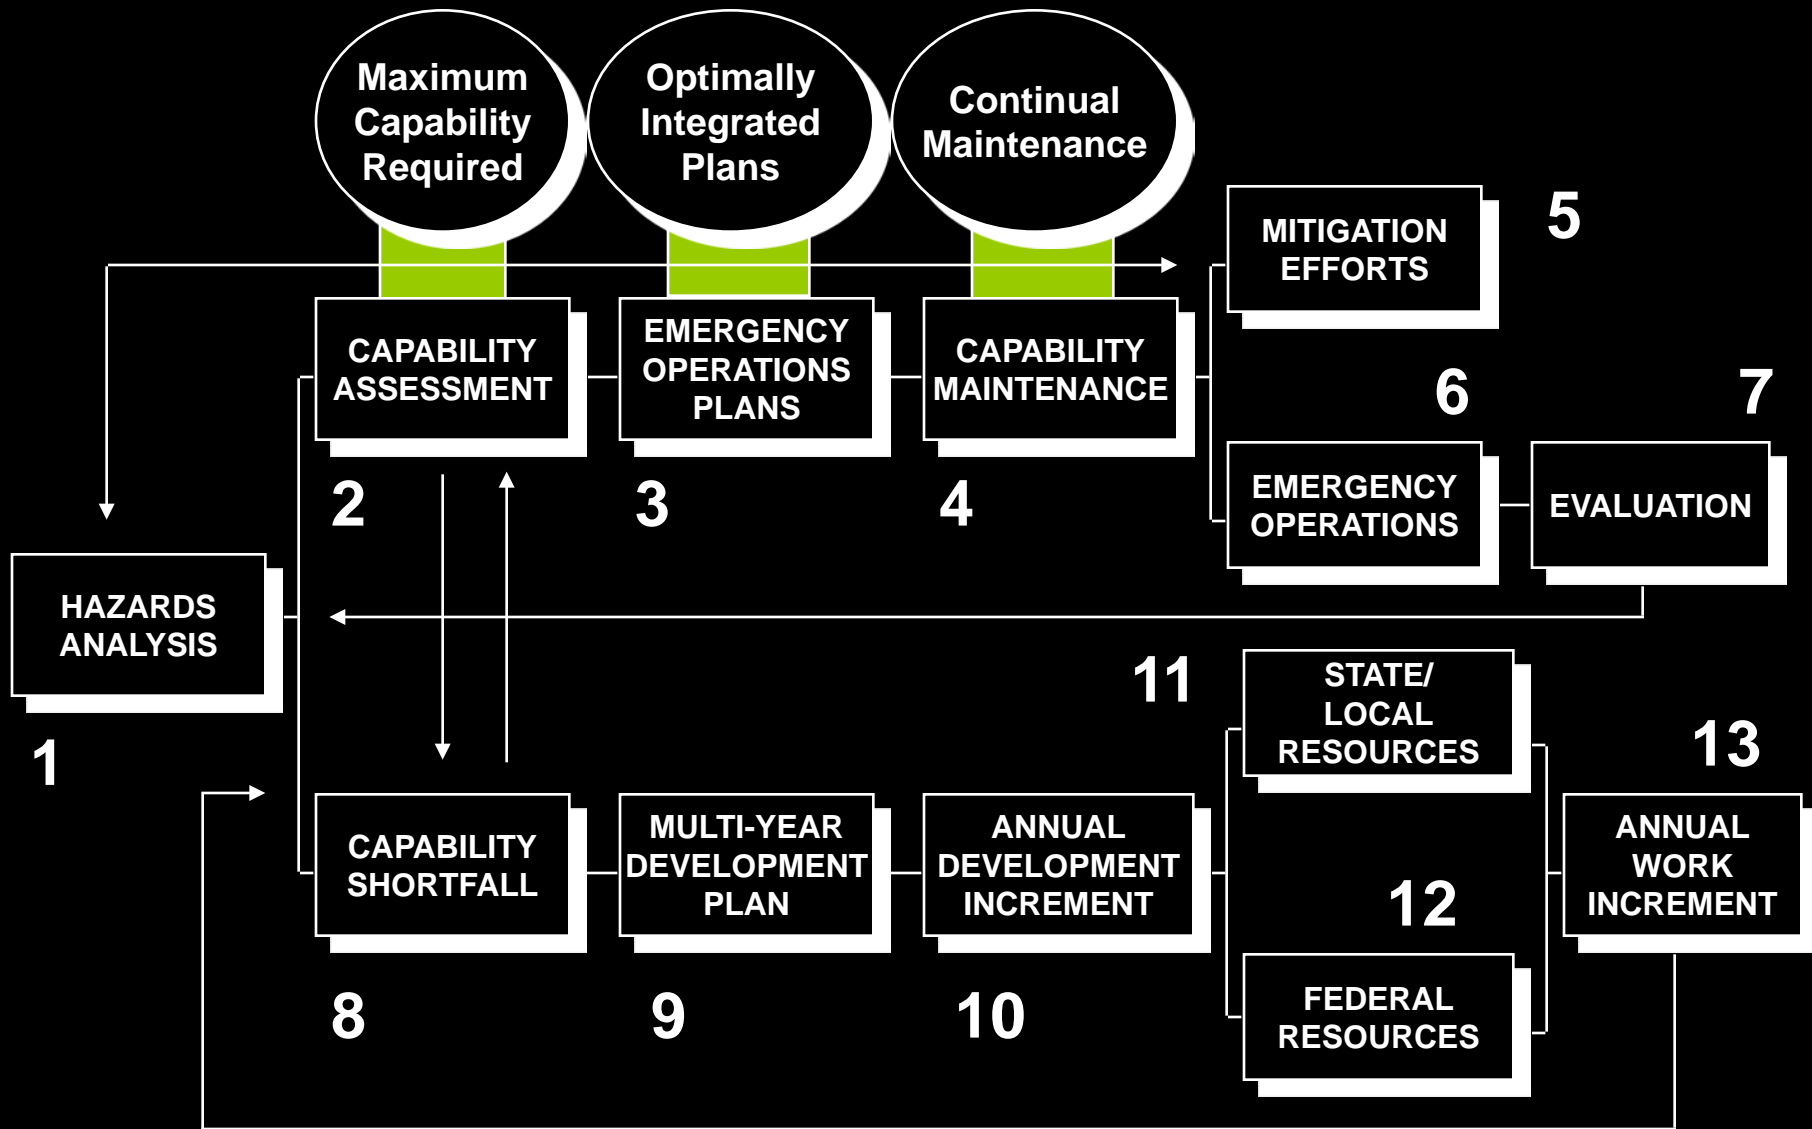 Maximum
Capability
Required
Optimally
Integrated
Plans
Continual
Maintenance
MITIGATION
EFFORTS
5
CAPABILITY
ASSESSMENT
2
EMERGENCY
OPERATIONS
PLANS
3
CAPABILITY
MAINTENANCE
4
6
EMERGENCY
OPERATIONS
7
EVALUATION
HAZARDS
ANALYSIS
1
CAPABILITY
SHORTFALL
8
MULTI-YEAR
DEVELOPMENT
PLAN
9
ANNUAL
DEVELOPMENT
INCREMENT
10
11
STATE/
LOCAL
RESOURCES
12
FEDERAL
RESOURCES
13
ANNUAL
WORK
INCREMENT